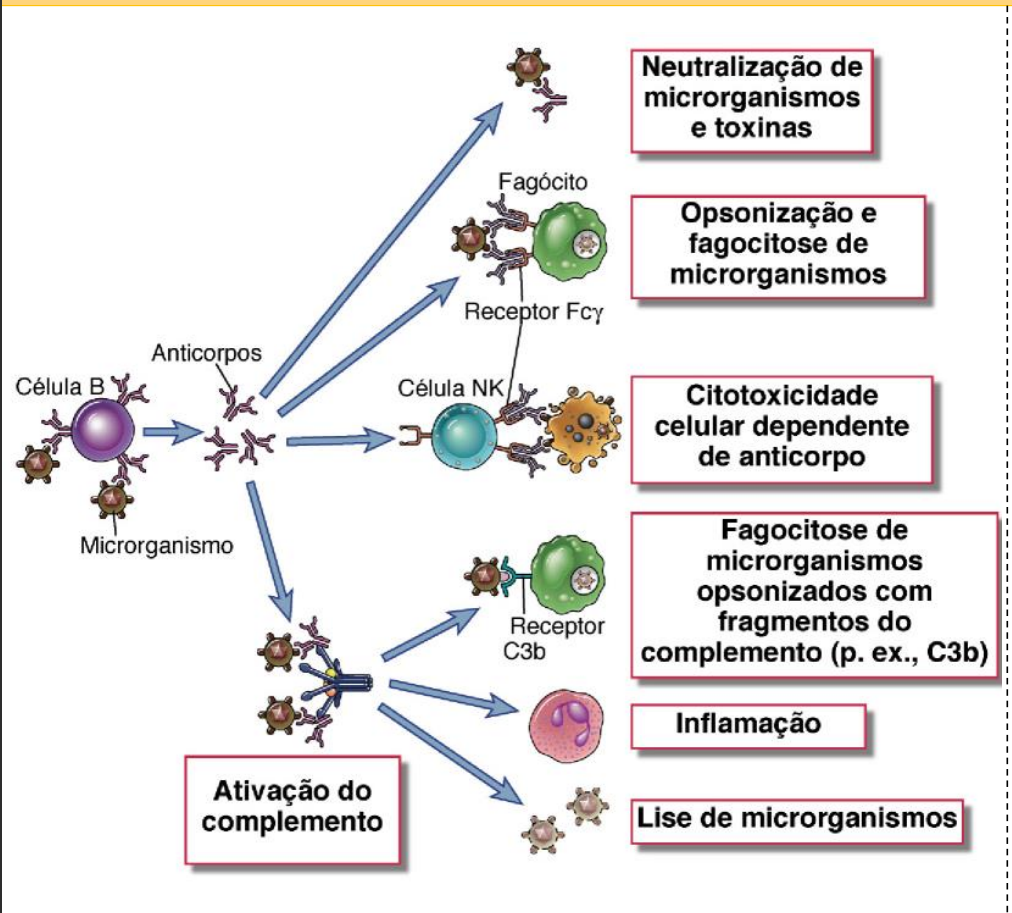 Neutralização de
microrganismos
e toxinas
Fagócito
Opsonização e
fagocitose de
microrganismos
Receptor Fcγ
Anticorpos
Célula B
Célula NK
Citotoxicidade
celular dependente
de anticorpo
Microrganismo
Fagocitose de
microrganismos
opsonizados com
fragmentos do
complemento (p. ex., C3b)
Receptor
C3b
Inflamação
Ativação do
complemento
Lise de microrganismos